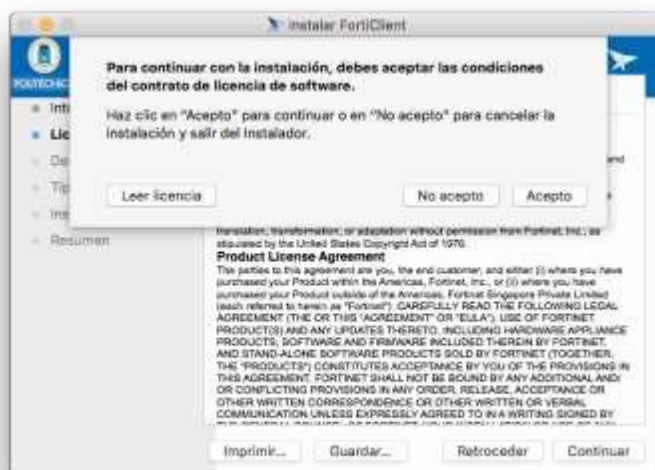 Instalar FortiClient
POLITÉCNIC
Para continuar con la instalación, debes aceptar las condiciones
del contrato de licencia de software.
Haz clic en "Acepto" para continuar o en "No acepto" para cancelar la
instalación y salir del instalador.
Leer licencia
No acepto
Acepto
Int
Lic
De
Tip
Ins
Resumen
and
translation, transformation, or adaptation without permission from Fortinet, Inc., as
stipulated by the United States Copyright Act of 1976.
Product License Agreement
The parties to this agreement are you, the end customer, and either (i) where you have
purchased your Product within the Americas, Fortinet, Inc., or (ii) where you have
purchased your Product outside of the Americas, Fortinet Singapore Private Limited
(each referred to herein as "Fortinet"). CAREFULLY READ THE FOLLOWING LEGAL
AGREEMENT (THE OR THIS "AGREEMENT" OR "EULA"). USE OF FORTINET
PRODUCT(S) AND ANY UPDATES THERETO, INCLUDING HARDWARE APPLIANCE
PRODUCTS, SOFTWARE AND FIRMWARE INCLUDED THEREIN BY FORTINET,
AND STAND-ALONE SOFTWARE PRODUCTS SOLD BY FORTINET (TOGETHER,
THE "PRODUCTS") CONSTITUTES ACCEPTANCE BY YOU OF THE PROVISIONS IN
THIS AGREEMENT. FORTINET SHALL NOT BE BOUND BY ANY ADDITIONAL AND/
OR CONFLICTING PROVISIONS IN ANY ORDER, RELEASE, ACCEPTANCE OR
OTHER WRITTEN CORRESPONDENCE OR OTHER WRITTEN OR VERBAL
COMMUNICATION UNLESS EXPRESSLY AGREED TO IN A WRITING SIGNED BY
Imprimir...
Guardar...
Retroceder
Continuar